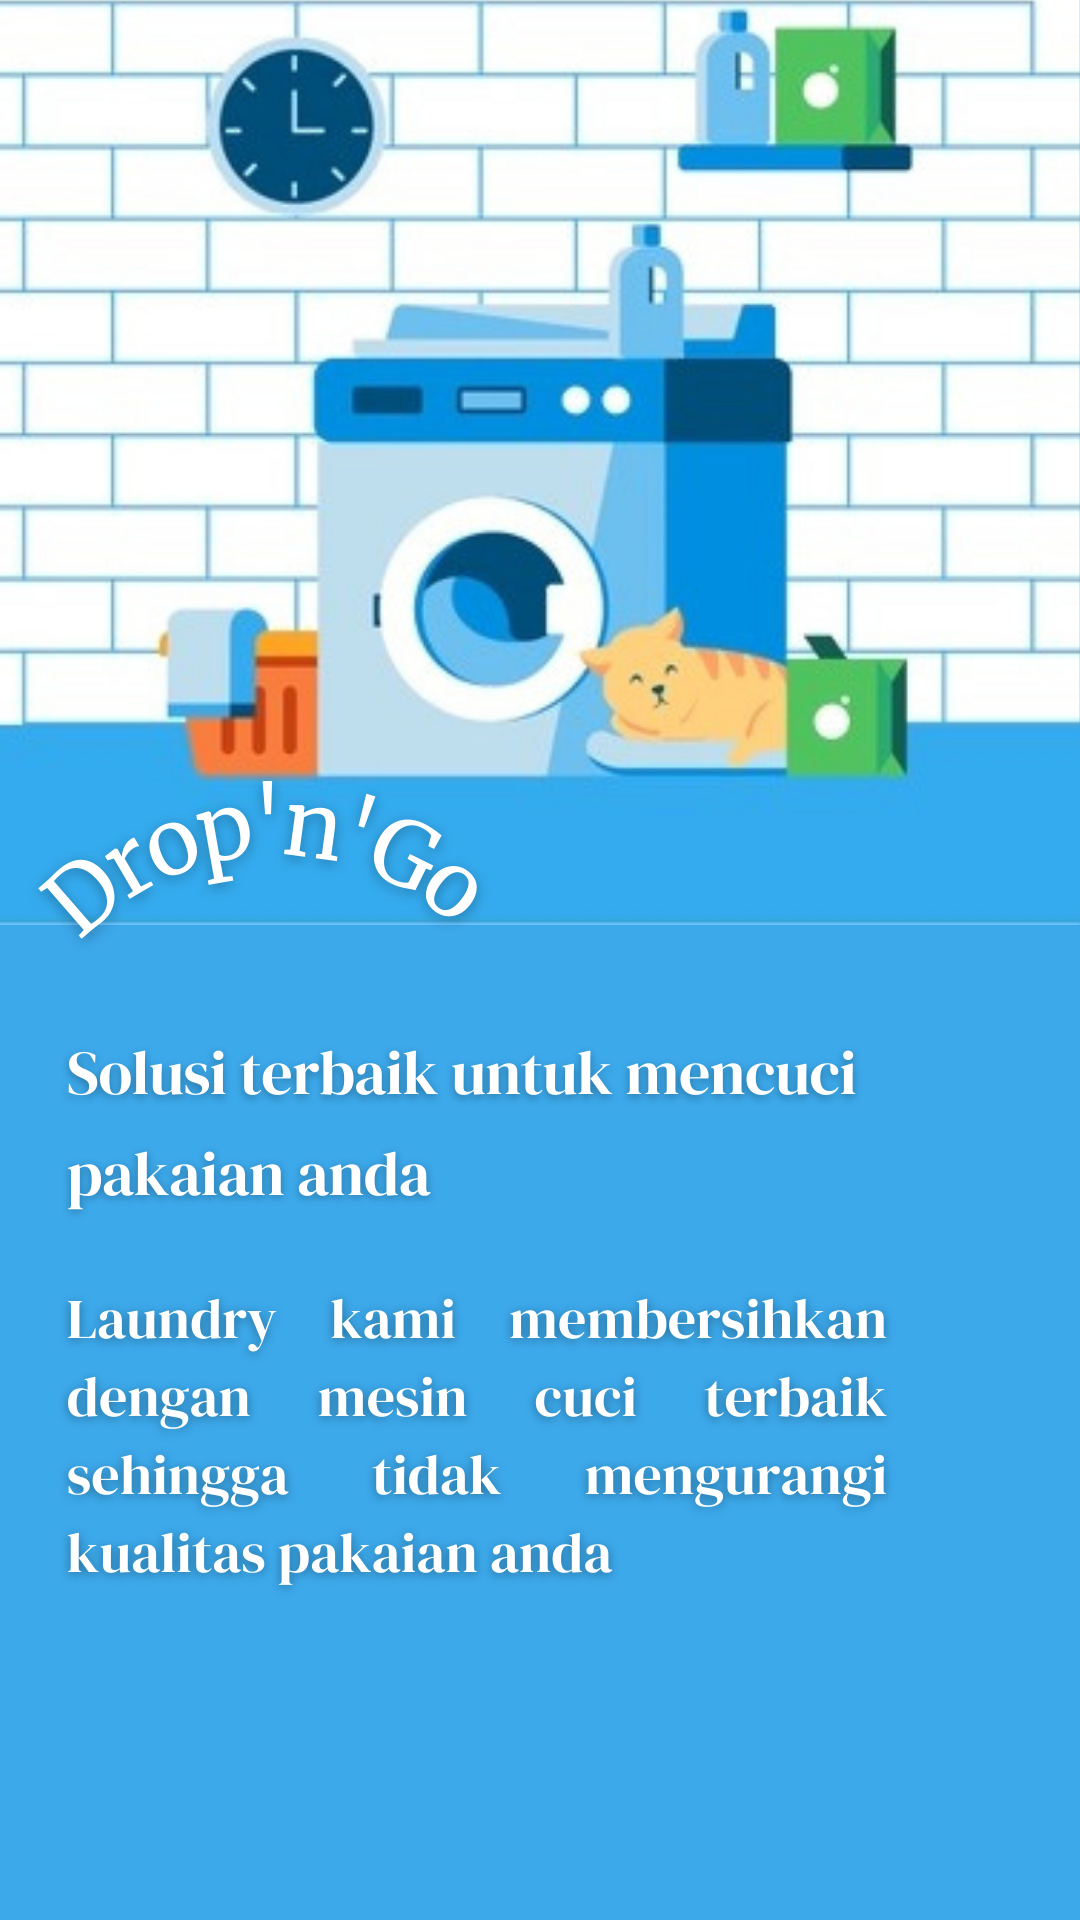 Drop'n'Go
Solusi terbaik untuk mencuci
pakaian anda
Laundry kami membersihkan
dengan mesin cuci terbaik
sehingga tidak mengurangi
kualitas pakaian anda